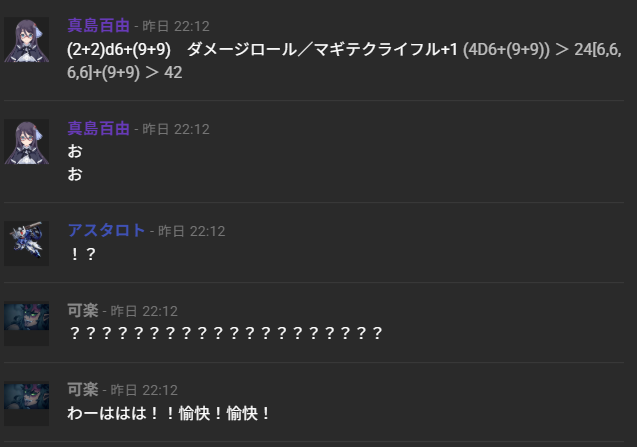 真島百由 - 昨日 22:12
(2+2)d6+(9+9)　ダメージロール／マギテクライフル+1 (4D6+(9+9)) ＞ 24[6,6,
6,6]+(9+9) ＞ 42
真島百由 - 昨日 22:12
お
お
アスタロト - 昨日 22:12
！？
可楽 - 昨日 22:12
？？？？？？？？？？？？？？？？？？？？
可楽 - 昨日 22:12
わーははは！！愉快！愉快！